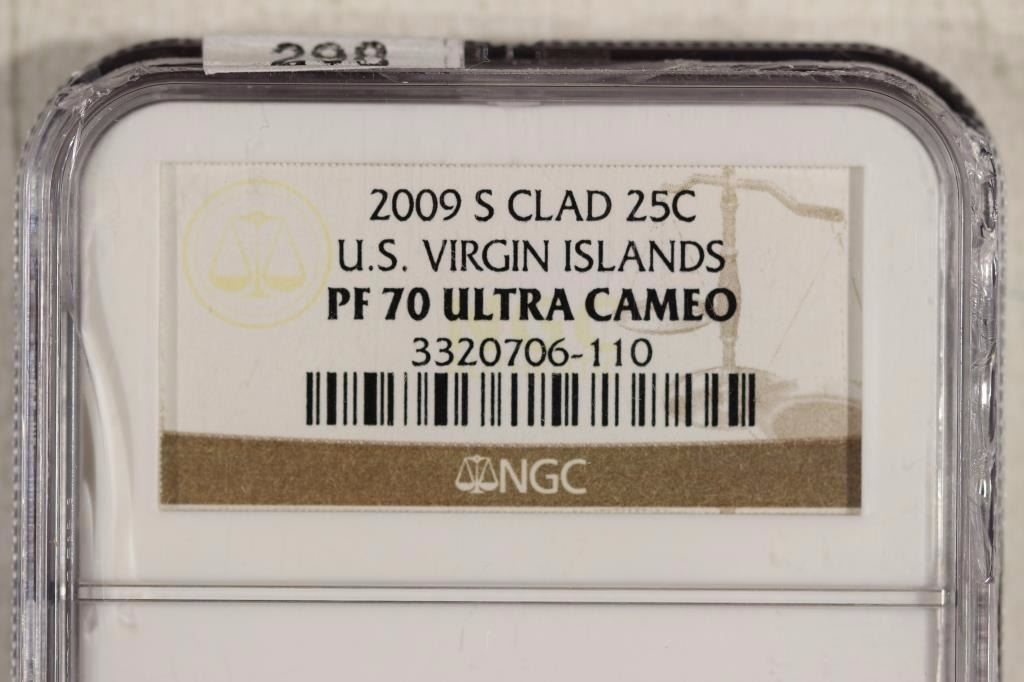 298
2009 S CLAD 25C
U.S. VIRGIN ISLANDS
PF 70 ULTRA CAMEO
3320706-110
NGC